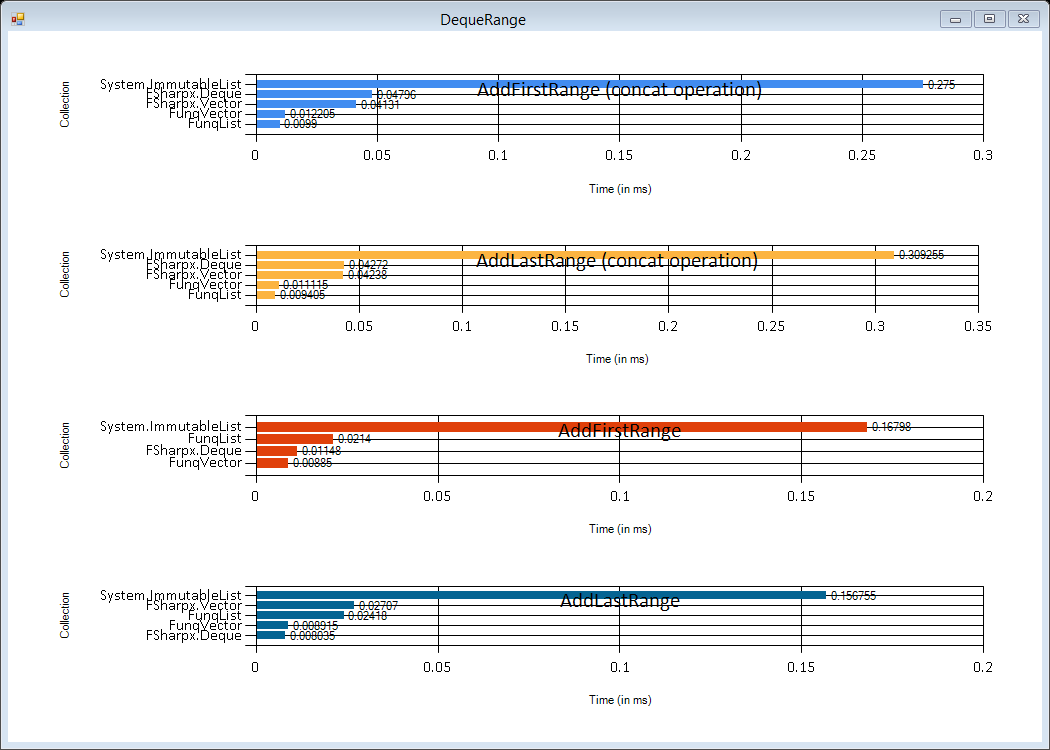 DequeRange
AddFirstRange (concat operation)
Collection
System.ImmutableList 0.275
FSharpx.Deque 0.04796
FSharpx.Vector 0.04131
FunqVector 0.012205
FunqList 0.0099
0 0.05 0.1 0.15 0.2 0.25 0.3
Time (in ms)
AddLastRange (concat operation)
Collection
System.ImmutableList 0.309255
FSharpx.Deque 0.04272
FSharpx.Vector 0.04238
FunqVector 0.011115
FunqList 0.009405
0 0.05 0.1 0.15 0.2 0.25 0.3 0.35
Time (in ms)
AddFirstRange
Collection
System.ImmutableList 0.16798
FunqList 0.0214
FSharpx.Deque 0.01148
FunqVector 0.00885
0 0.05 0.1 0.15 0.2
Time (in ms)
AddLastRange
Collection
System.ImmutableList 0.156755
FSharpx.Vector 0.02707
FunqList 0.02418
FunqVector 0.008915
FSharpx.Deque 0.008035
0 0.05 0.1 0.15 0.2
Time (in ms)